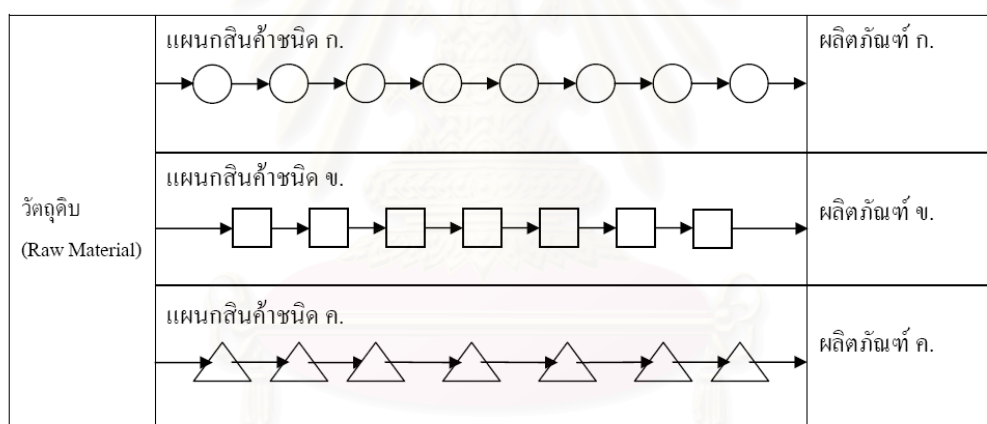 แผนกสินค้าชนิด ก.
ผลิตภัณฑ์ ก.
วัตถุดิบ
(Raw Material)
แผนกสินค้าชนิด ข.
ผลิตภัณฑ์ ข.
แผนกสินค้าชนิด ค.
ผลิตภัณฑ์ ค.